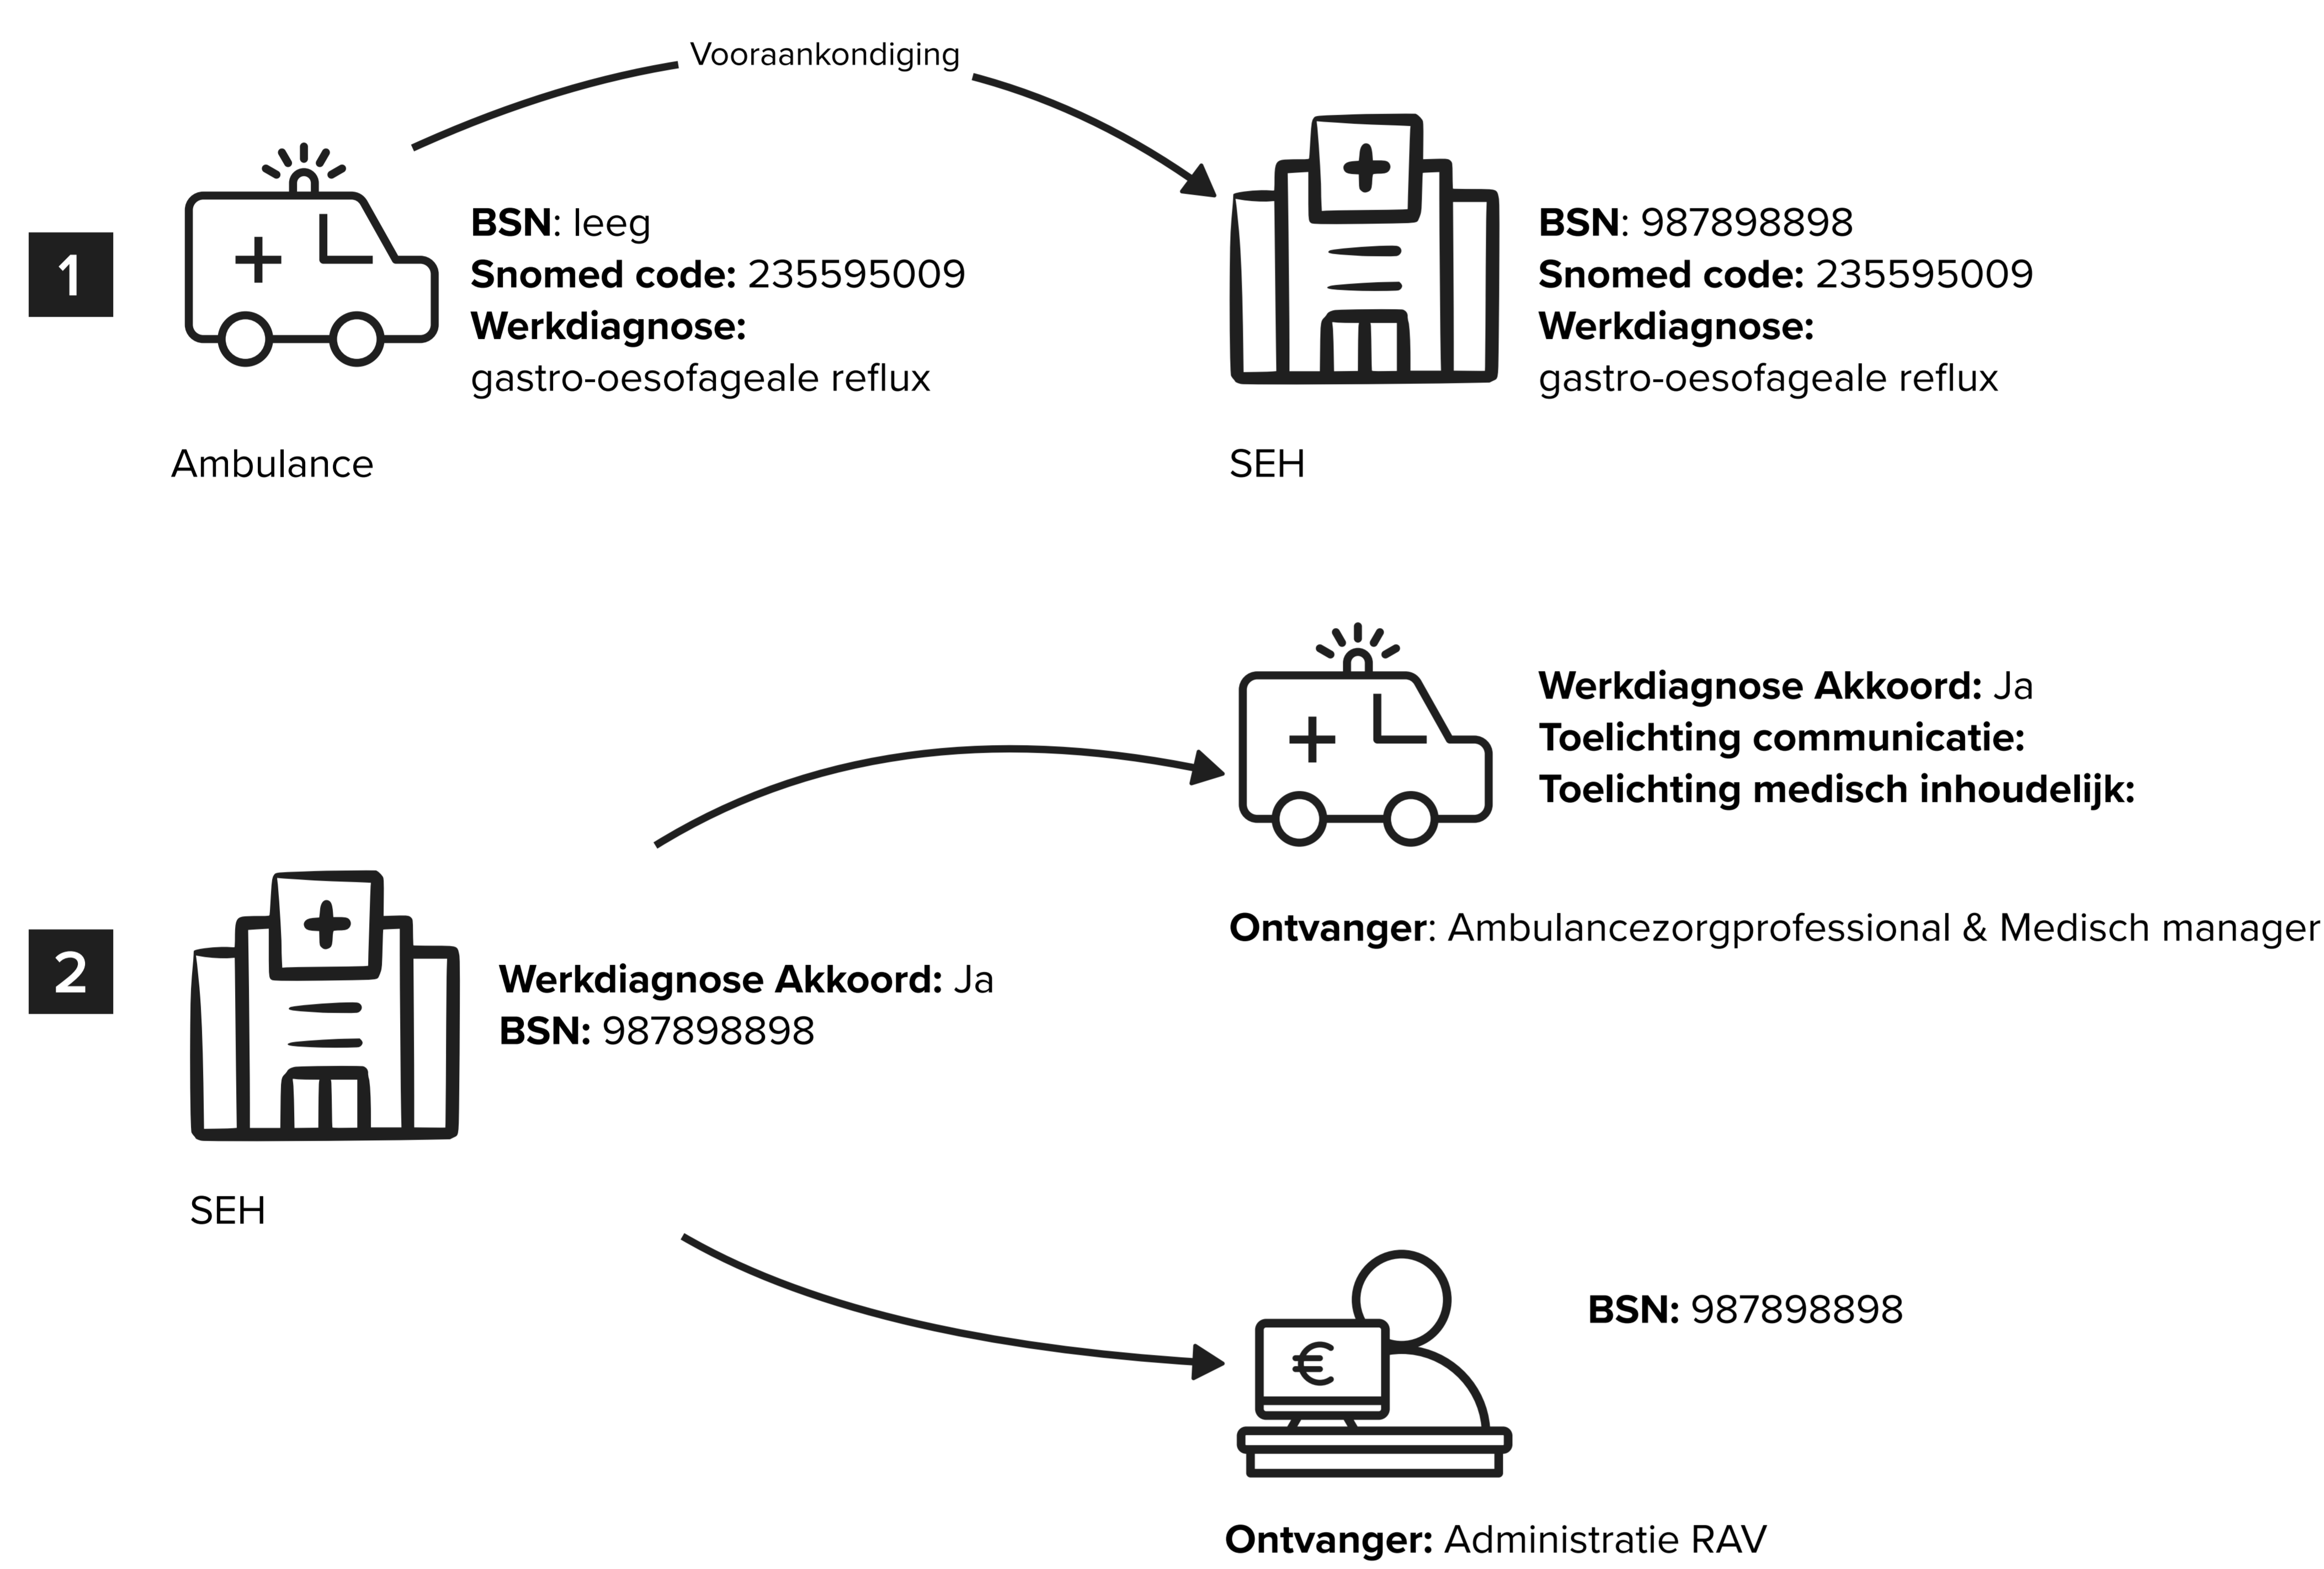 Vooraankondiging
1
BSN: leeg
Snomed code: 235595009
Werkdiagnose:
gastro-oesofageale reflux
Ambulance
BSN: 987898898
Snomed code: 235595009
Werkdiagnose:
gastro-oesofageale reflux
SEH
2
Werkdiagnose Akkoord: Ja
BSN: 987898898
SEH
Werkdiagnose Akkoord: Ja
Toelichting communicatie:
Toelichting medisch inhoudelijk:
Ontvanger: Ambulancezorgprofessional & Medisch manager
€
BSN: 987898898
Ontvanger: Administratie RAV